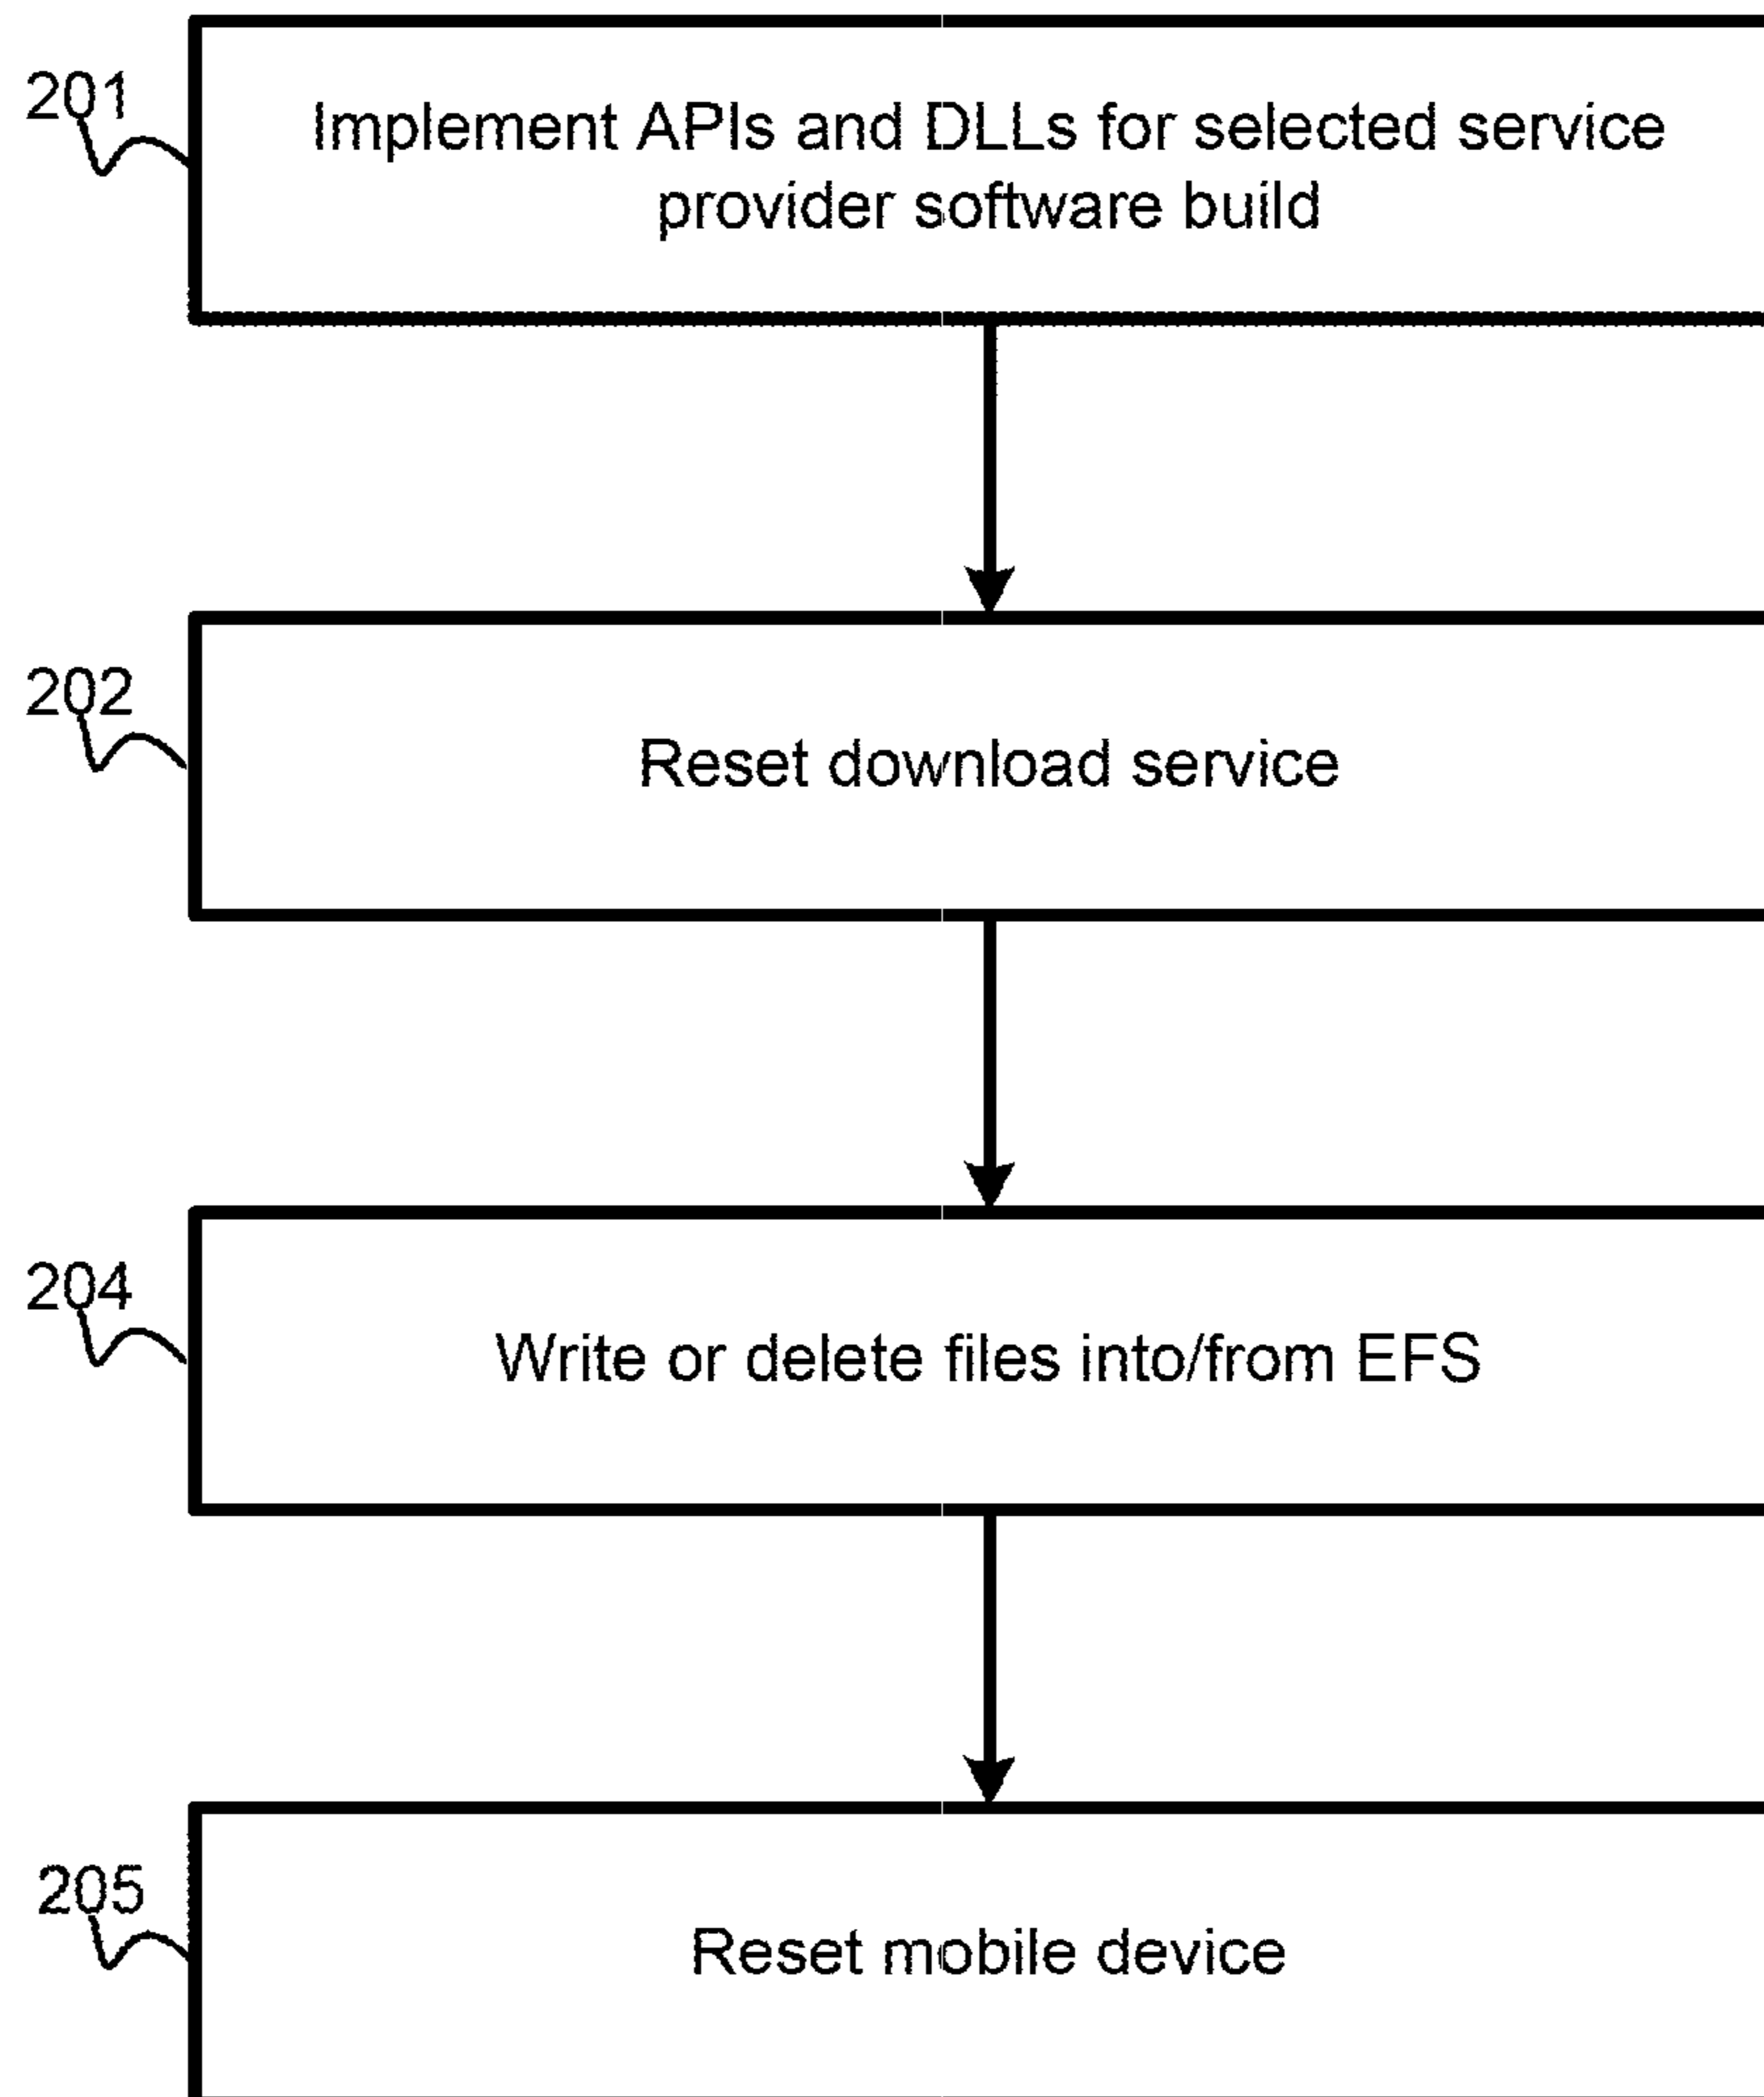 201
Implement APIs and DLLs for selected service
provider software build
202
Reset download service
204
Write or delete files into/from EFS
205
Reset mobile device